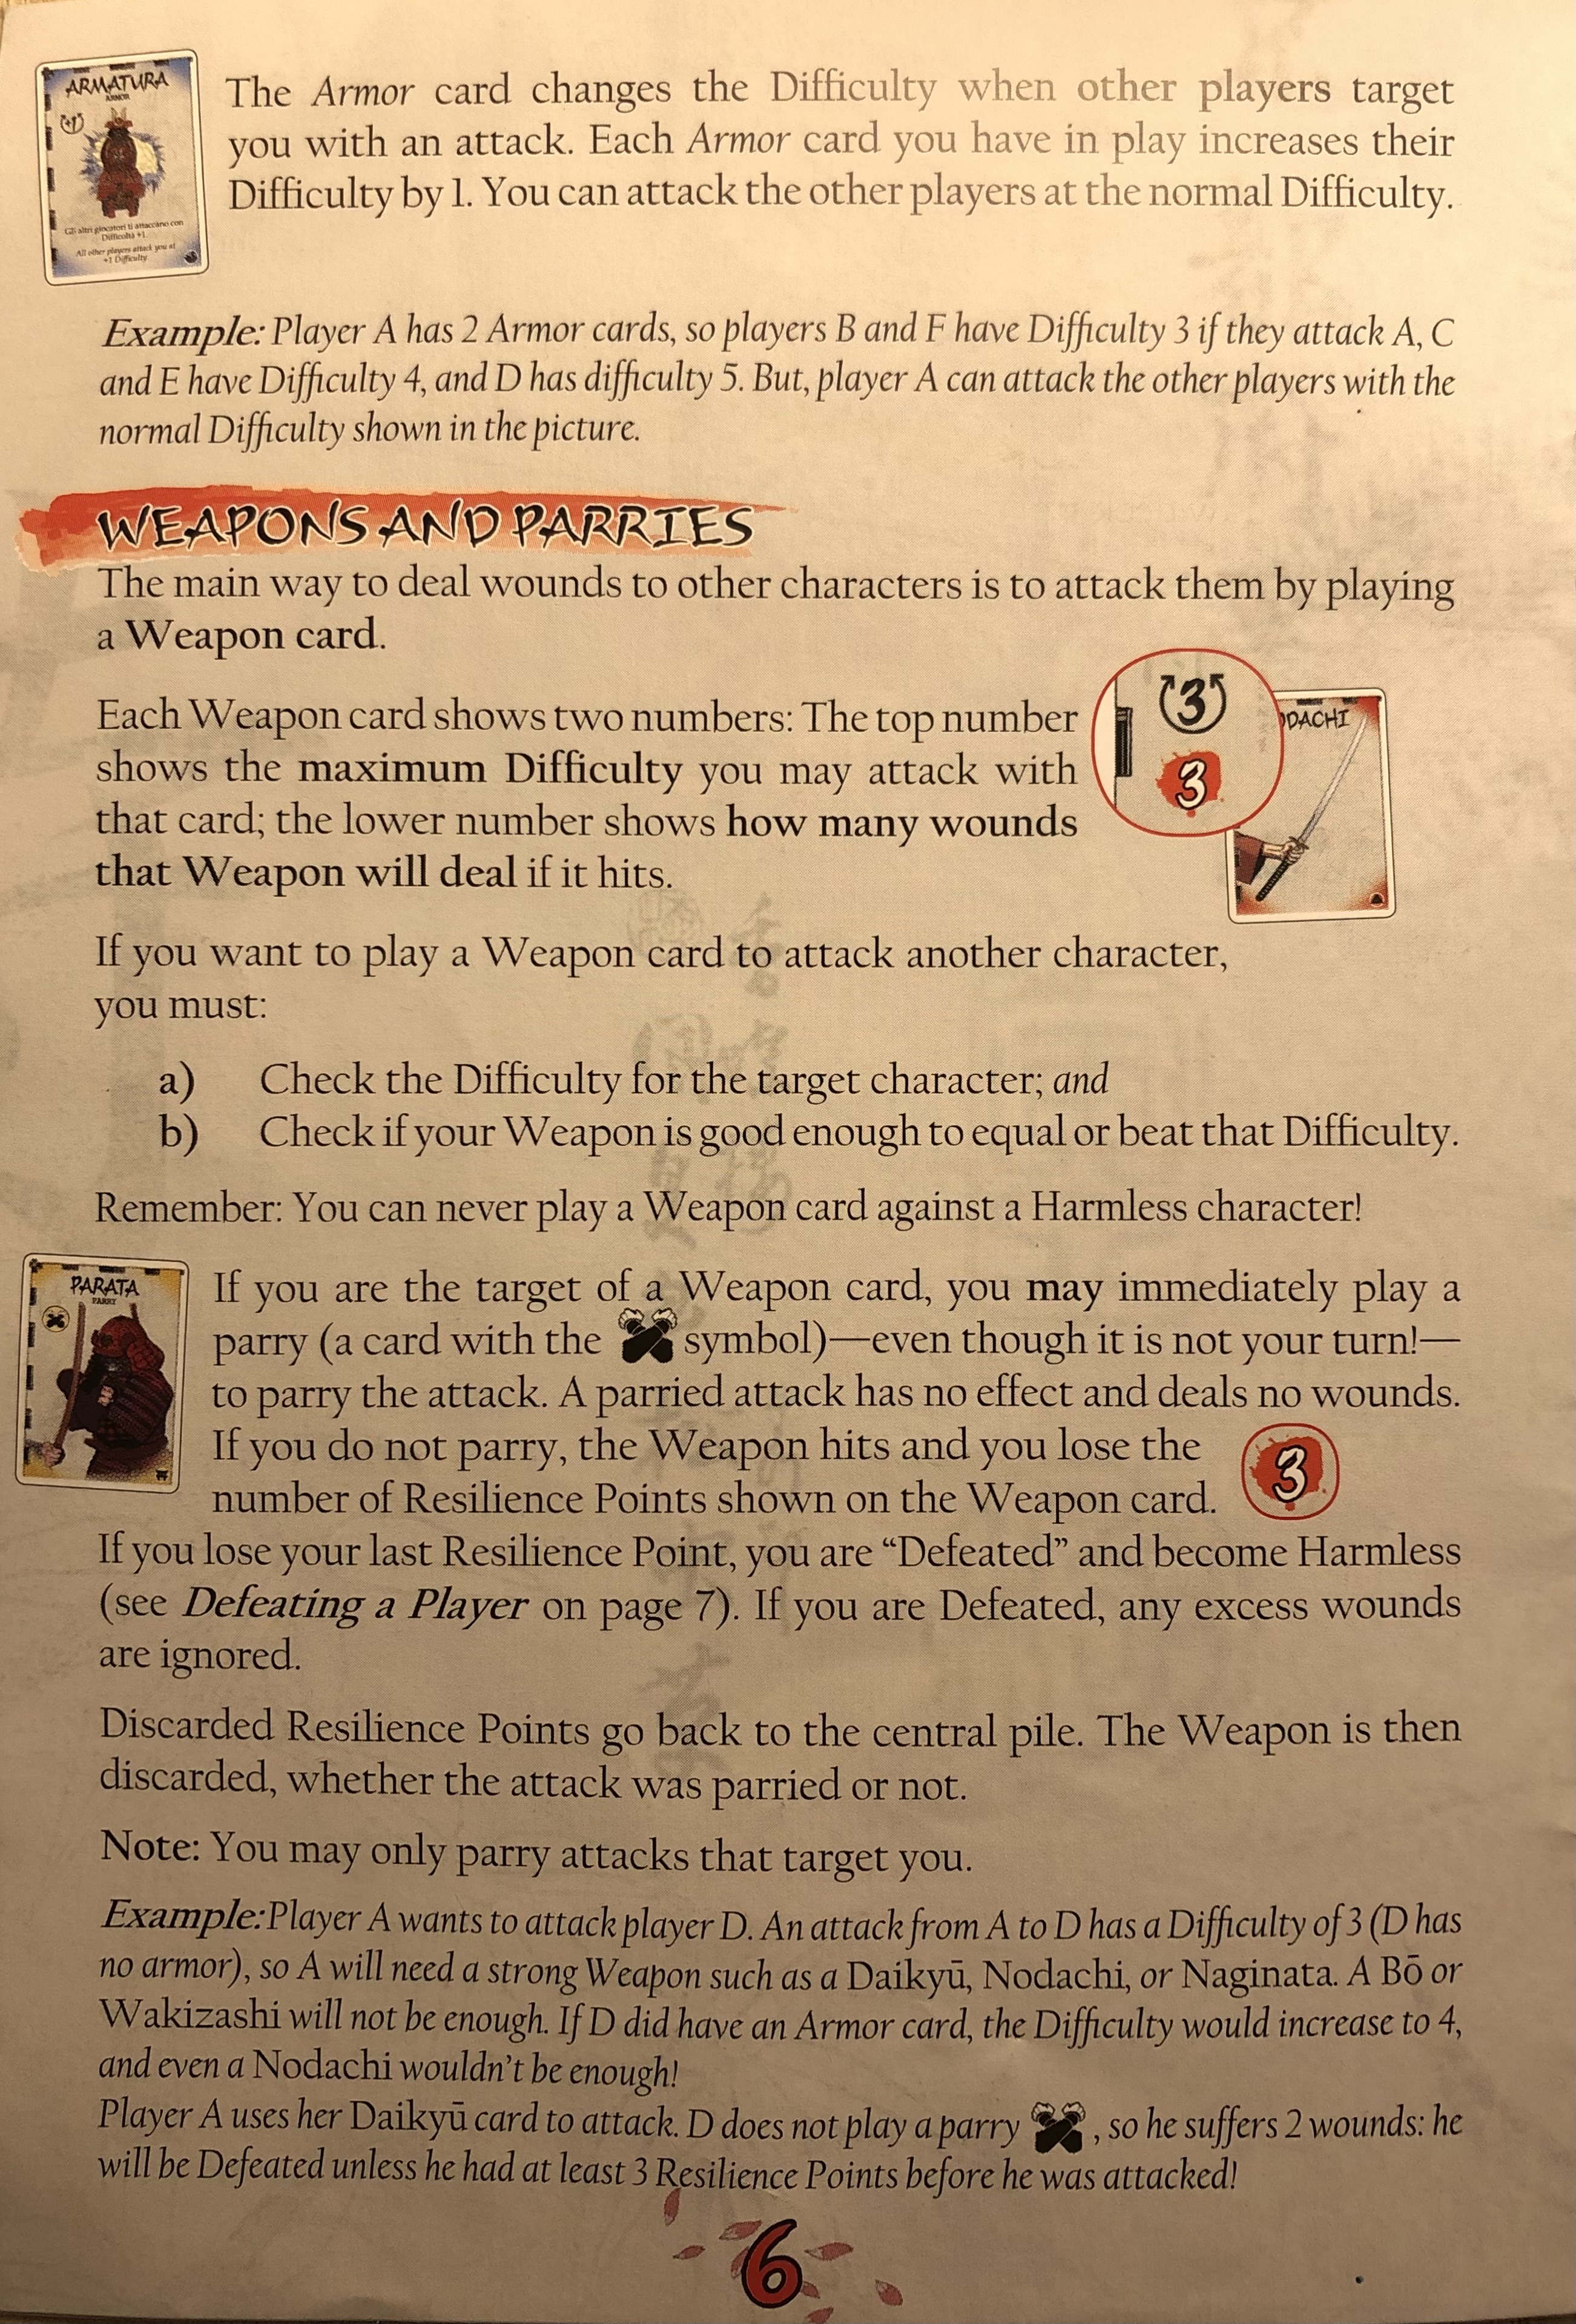 ARMATURA
ARMOR
+1
Gli altri giocatori ti attaccano con
Difficoltà +1.
All other players attack you at
+1 Difficulty
The Armor card changes the Difficulty when other players target
you with an attack. Each Armor card you have in play increases their
Difficulty by 1. You can attack the other players at the normal Difficulty.
Example: Player A has 2 Armor cards, so players B and F have Difficulty 3 if they attack A, C
and E have Difficulty 4, and D has difficulty 5. But, player A can attack the other players with the
normal Difficulty shown in the picture.
WEAPONS AND PARRIES
The main way to deal wounds to other characters is to attack them by playing
a Weapon card.
Each Weapon card shows two numbers: The top number
shows the maximum Difficulty you may attack with
that card; the lower number shows how many wounds
that Weapon will deal if it hits.
3
3
ODACHI
If you want to play a Weapon card to attack another character,
you must:
a) Check the Difficulty for the target character; and
b) Check if your Weapon is good enough to equal or beat that Difficulty.
Remember: You can never play a Weapon card against a Harmless character!
PARATA
PARRY
If you are the target of a Weapon card, you may immediately play a
parry (a card with the symbol)—even though it is not your turn!—
to parry the attack. A parried attack has no effect and deals no wounds.
If you do not parry, the Weapon hits and you lose the
number of Resilience Points shown on the Weapon card.
3
If you lose your last Resilience Point, you are “Defeated” and become Harmless
(see Defeating a Player on page 7). If you are Defeated, any excess wounds
are ignored.
Discarded Resilience Points go back to the central pile. The Weapon is then
discarded, whether the attack was parried or not.
Note: You may only parry attacks that target you.
Example:Player A wants to attack player D. An attack from A to D has a Difficulty of 3 (D has
no armor), so A will need a strong Weapon such as a Daikyū, Nodachi, or Naginata. A Bō or
Wakizashi will not be enough. If D did have an Armor card, the Difficulty would increase to 4,
and even a Nodachi wouldn’t be enough!
Player A uses her Daikyū card to attack. D does not play a parry , so he suffers 2 wounds: he
will be Defeated unless he had at least 3 Resilience Points before he was attacked!
6